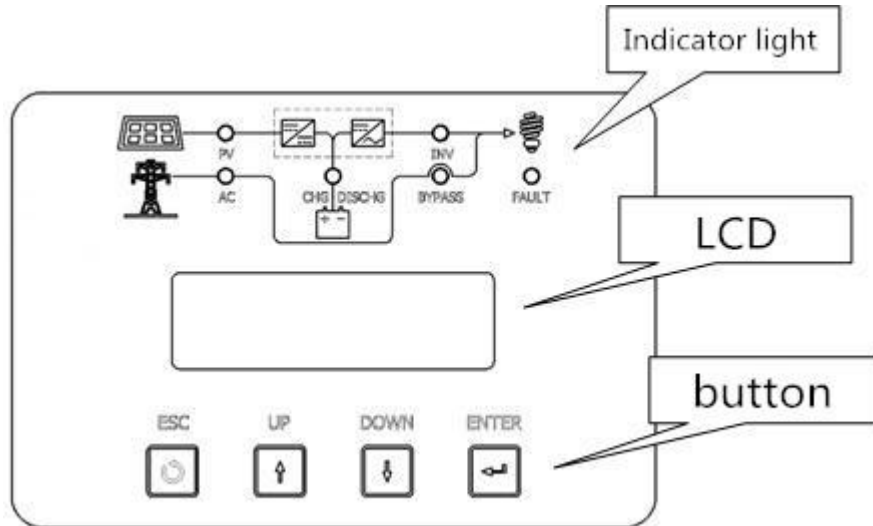 Indicator light
PV
INV
AC
CHG DISCHG
BYPASS
FAULT
+ −
LCD
button
ESC
UP
DOWN
ENTER